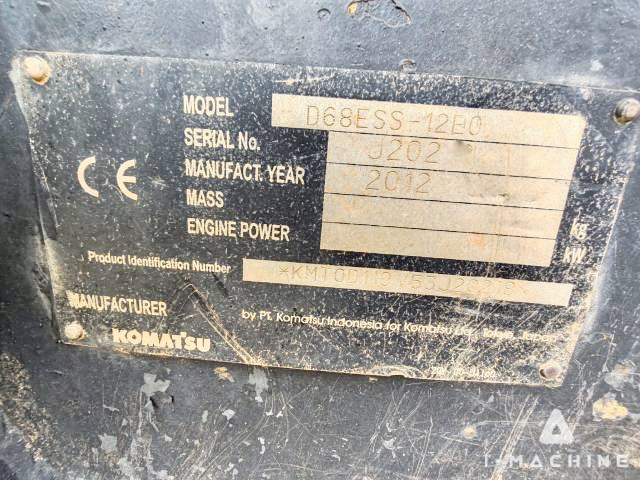 MODEL D68ESS-12E0
SERIAL No. J202
MANUFACT. YEAR 2012
MASS kg
ENGINE POWER kW
CE
Product Identification Number
MANUFACTURER
KOMATSU by PT. Komatsu Indonesia for Komatsu
I-MACHINE